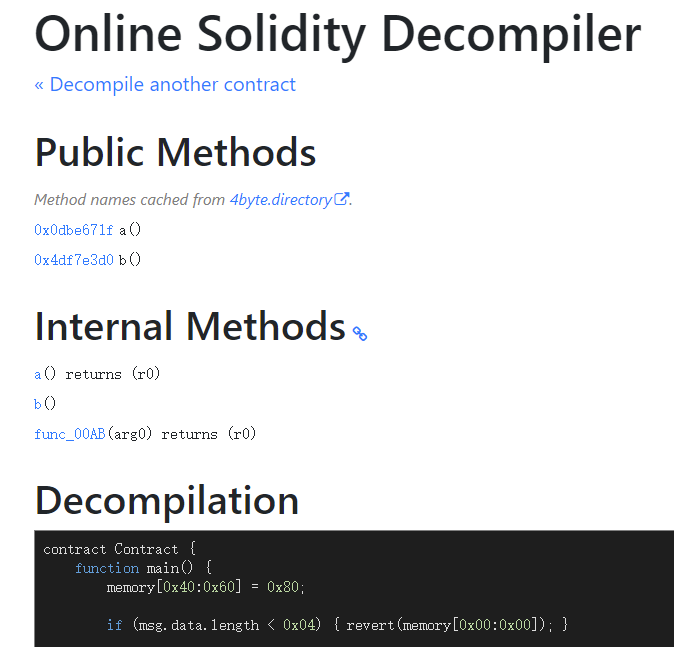 Online Solidity Decompiler
« Decompile another contract
Public Methods
Method names cached from 4byte.directory.
0x0dbe671f a()
0x4df7e3d0 b()
Internal Methods
a() returns (r0)
b()
func_00AB(arg0) returns (r0)
Decompilation
contract Contract {
    function main() {
        memory[0x40:0x60] = 0x80;
        if (msg.data.length < 0x04) { revert(memory[0x00:0x00]); }